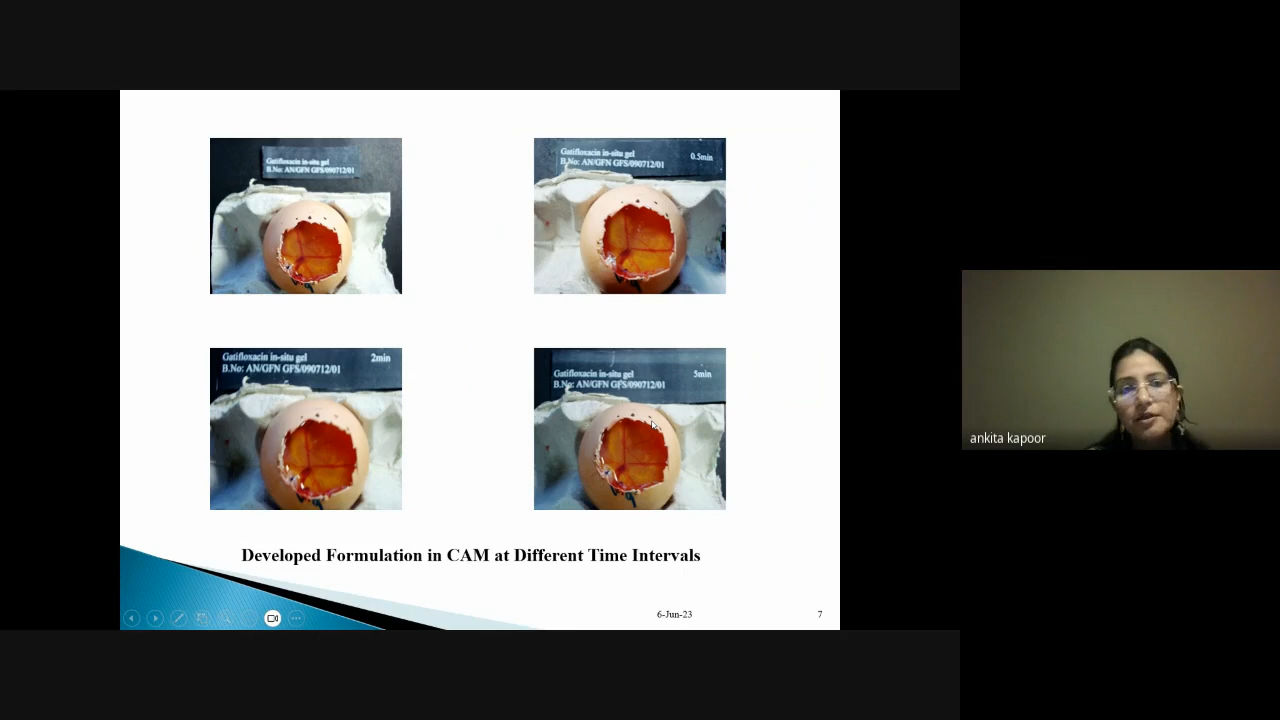 Gatifloxacin in-situ gel
B.No: AN/GFN GFS/090712/01
Gatifloxacin in-situ gel 0.5min
B.No: AN/GFN GFS/090712/01
Gatifloxacin in-situ gel 2min
B.No: AN/GFN GFS/090712/01
Gatifloxacin in-situ gel 5min
B.No: AN/GFN GFS/090712/01
Developed Formulation in CAM at Different Time Intervals
6-Jun-23 7
ankita kapoor